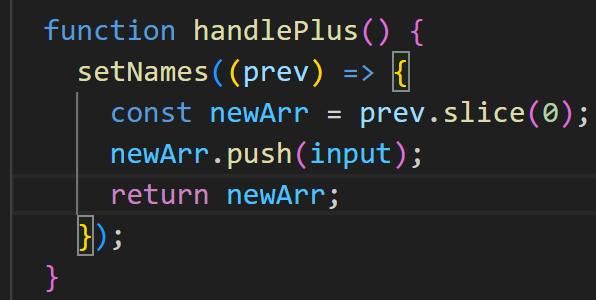 function handlePlus() {
setNames((prev) => {
const newArr = prev.slice(0);
newArr.push(input);
return newArr;
});
}